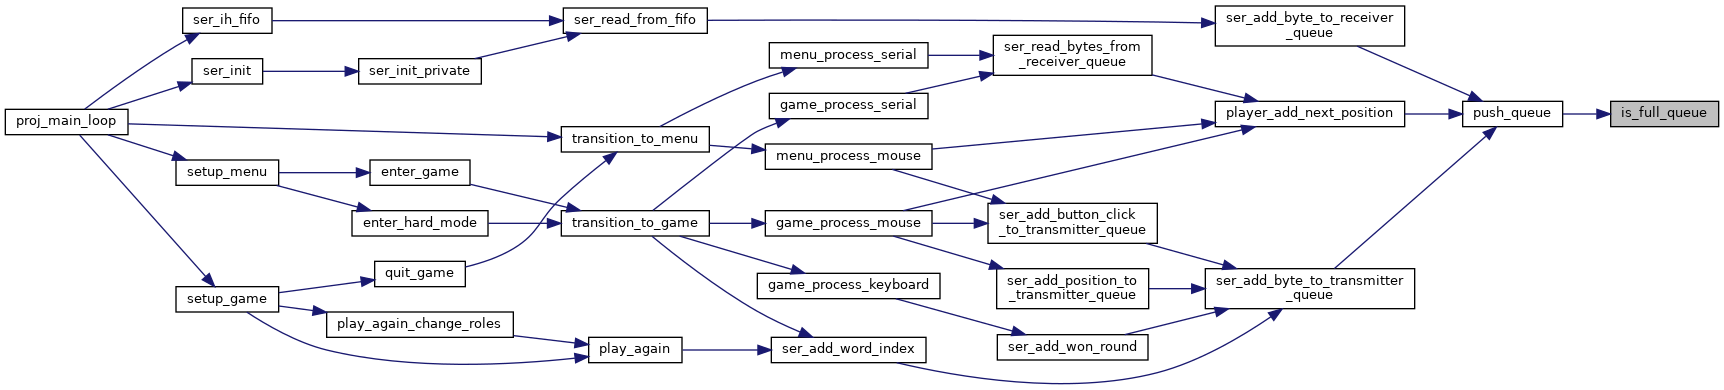 ser_ih_fifo
ser_read_from_fifo
ser_add_byte_to_receiver
_queue
menu_process_serial
ser_read_bytes_from
_receiver_queue
ser_init
ser_init_private
game_process_serial
proj_main_loop
player_add_next_position
push_queue
is_full_queue
transition_to_menu
menu_process_mouse
setup_menu
enter_game
enter_hard_mode
transition_to_game
game_process_mouse
ser_add_button_click
_to_transmitter_queue
quit_game
game_process_keyboard
ser_add_position_to
_transmitter_queue
ser_add_byte_to_transmitter
_queue
setup_game
play_again_change_roles
play_again
ser_add_word_index
ser_add_won_round